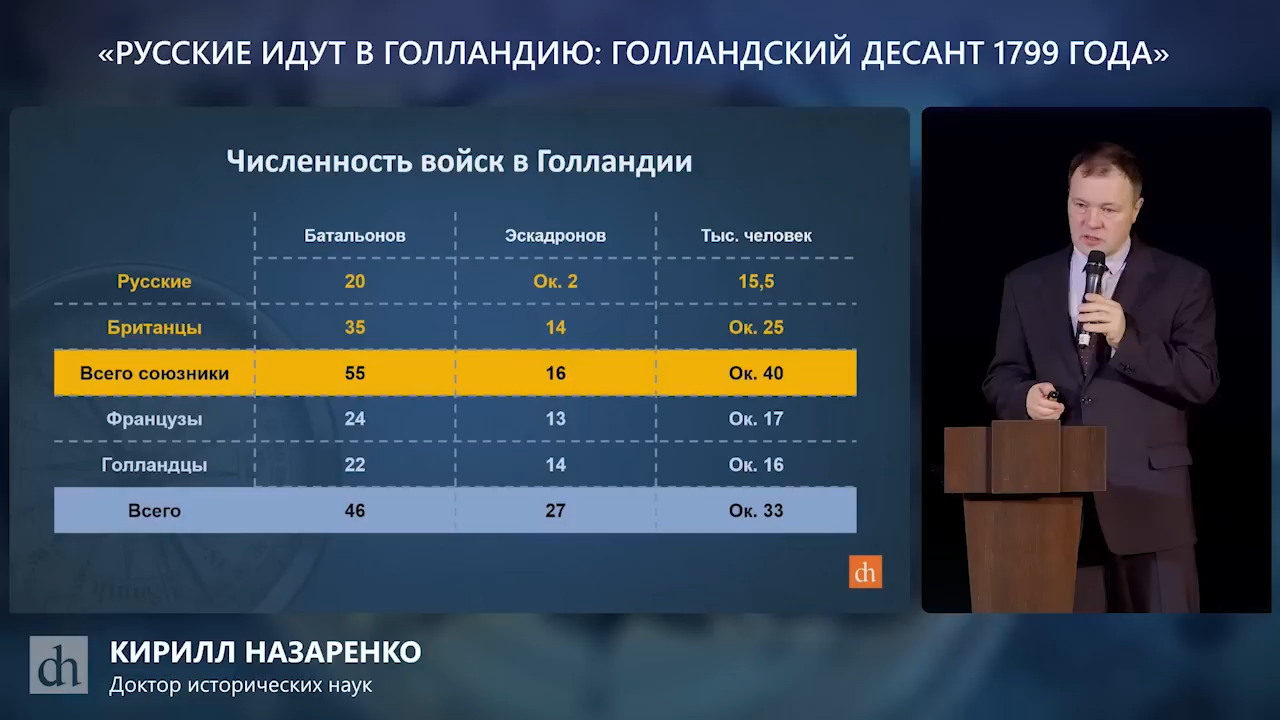 «РУССКИЕ ИДУТ В ГОЛЛАНДИЮ: ГОЛЛАНДСКИЙ ДЕСАНТ 1799 ГОДА»
Численность войск в Голландии
Батальонов Эскадронов Тыс. человек
Русские 20 Ок. 2 15,5
Британцы 35 14 Ок. 25
Всего союзники 55 16 Ок. 40
Французы 24 13 Ок. 17
Голландцы 22 14 Ок. 16
Всего 46 27 Ок. 33
dh
dh
КИРИЛЛ НАЗАРЕНКО
Доктор исторических наук